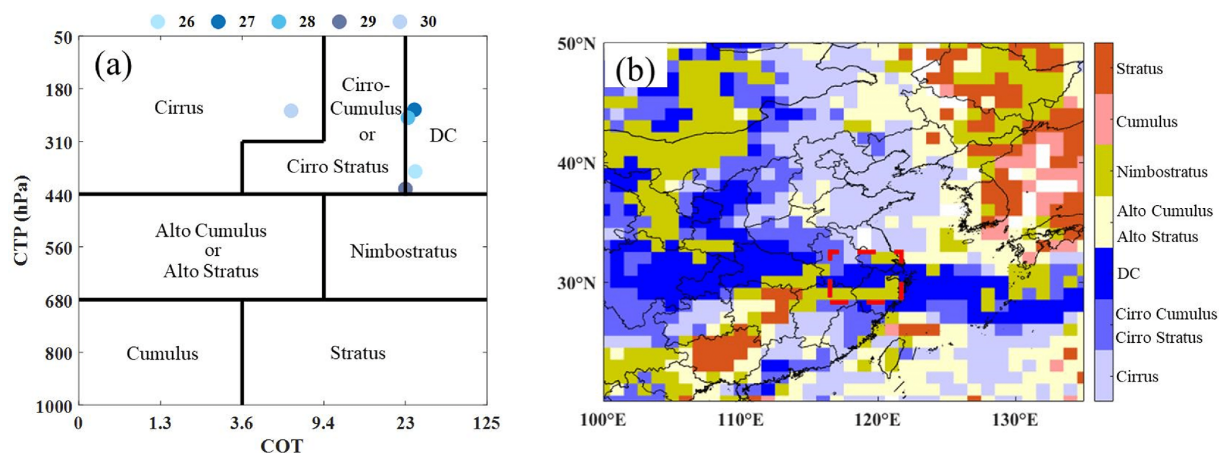 26 27 28 29 30
(a)
CTP (hPa)
50
180
310
440
560
680
800
1000
Cirrus
Cirro-
Cumulus
or
Cirro Stratus
DC
Alto Cumulus
or
Alto Stratus
Nimbostratus
Cumulus
Stratus
0 1.3 3.6 9.4 23 125
COT
(b)
50°N
40°N
30°N
100°E 110°E 120°E 130°E
Stratus
Cumulus
Nimbostratus
Alto Cumulus
Alto Stratus
DC
Cirro Cumulus
Cirro Stratus
Cirrus